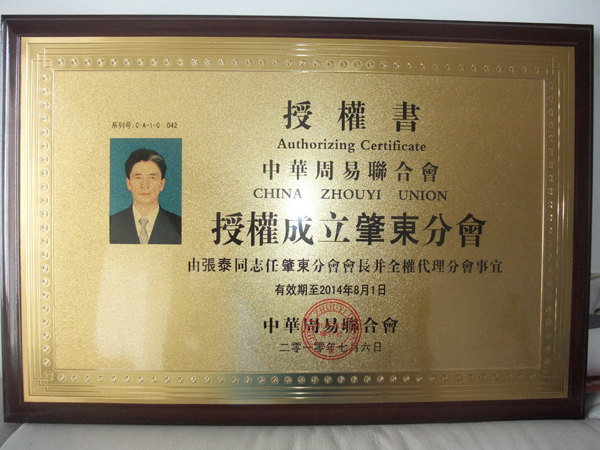 授權書
Authorizing Certificate
系列号:C-A-1-C 042
中華周易聯合會
CHINA ZHOUYI UNION
授權成立肇東分會
由張泰同志任肇東分會會長并全權代理分會事宜
有效期至2014年8月1日
中華周易聯合會
二零一零年七月六日